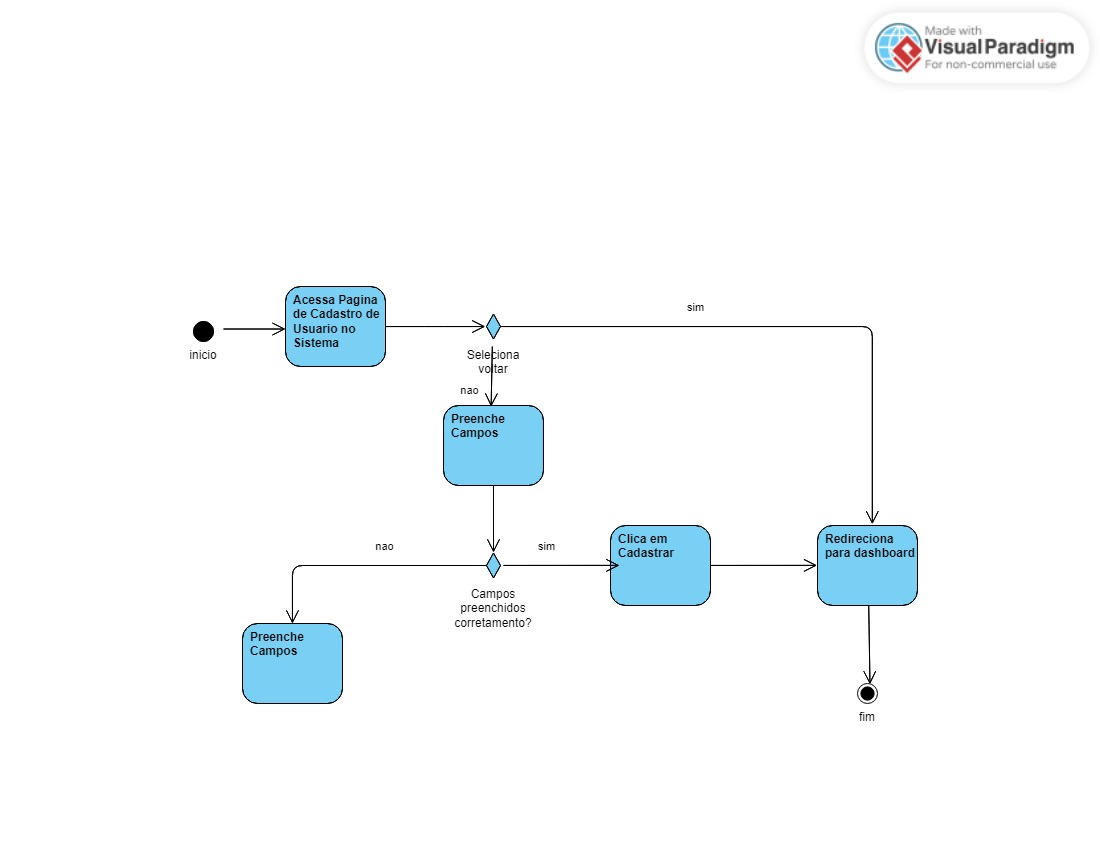 Made with
Visual Paradigm
For non-commercial use
sim
Acessa Pagina
de Cadastro de
Usuario no
Sistema
inicio
Seleciona
voltar
nao
Preenche
Campos
nao
sim
Clica em
Cadastrar
Redireciona
para dashboard
Campos
preenchidos
corretamento?
Preenche
Campos
fim